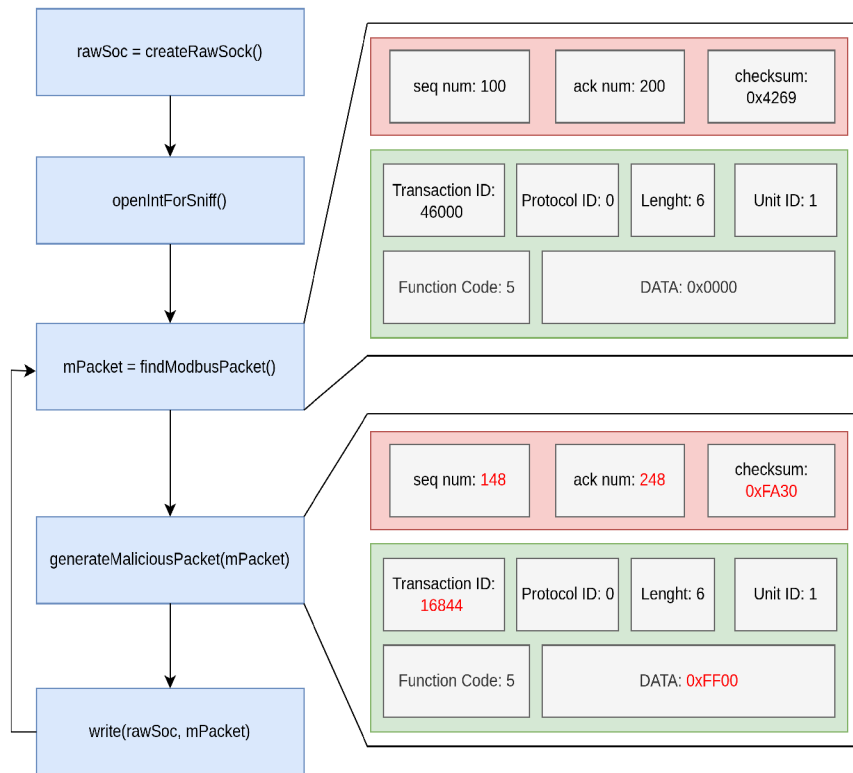 rawSoc = createRawSock()
openIntForSniff()
mPacket = findModbusPacket()
generateMaliciousPacket(mPacket)
write(rawSoc, mPacket)
seq num: 100
ack num: 200
checksum:
0x4269
Transaction ID:
46000
Protocol ID: 0
Lenght: 6
Unit ID: 1
Function Code: 5
DATA: 0x0000
seq num: 148
ack num: 248
checksum:
0xFA30
Transaction ID:
16844
Protocol ID: 0
Lenght: 6
Unit ID: 1
Function Code: 5
DATA: 0xFF00